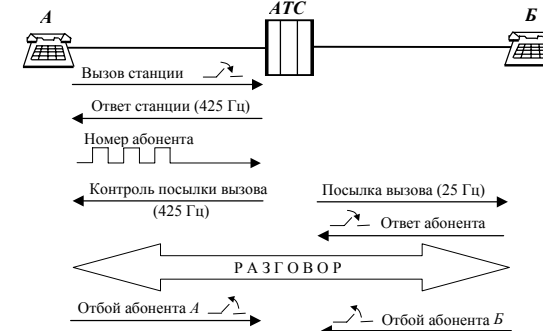 А АТС Б
Вызов станции
Ответ станции (425 Гц)
Номер абонента
Контроль посылки вызова
(425 Гц)
Посылка вызова (25 Гц)
Ответ абонента
Р А З Г О В О Р
Отбой абонента А
Отбой абонента Б